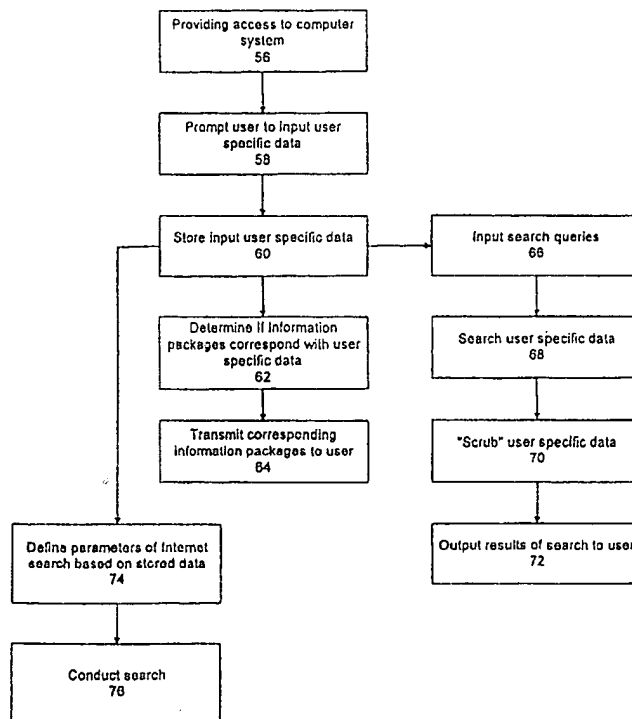 Providing access to computer
system
56
Prompt user to input user
specific data
58
Store input user specific data
60
Input search queries
66
Determine if information
packages correspond with user
specific data
62
Search user specific data
68
Transmit corresponding
information packages to user
64
"Scrub" user specific data
70
Define parameters of Internet
search based on stored data
74
Output results of search to user
72
Conduct search
76